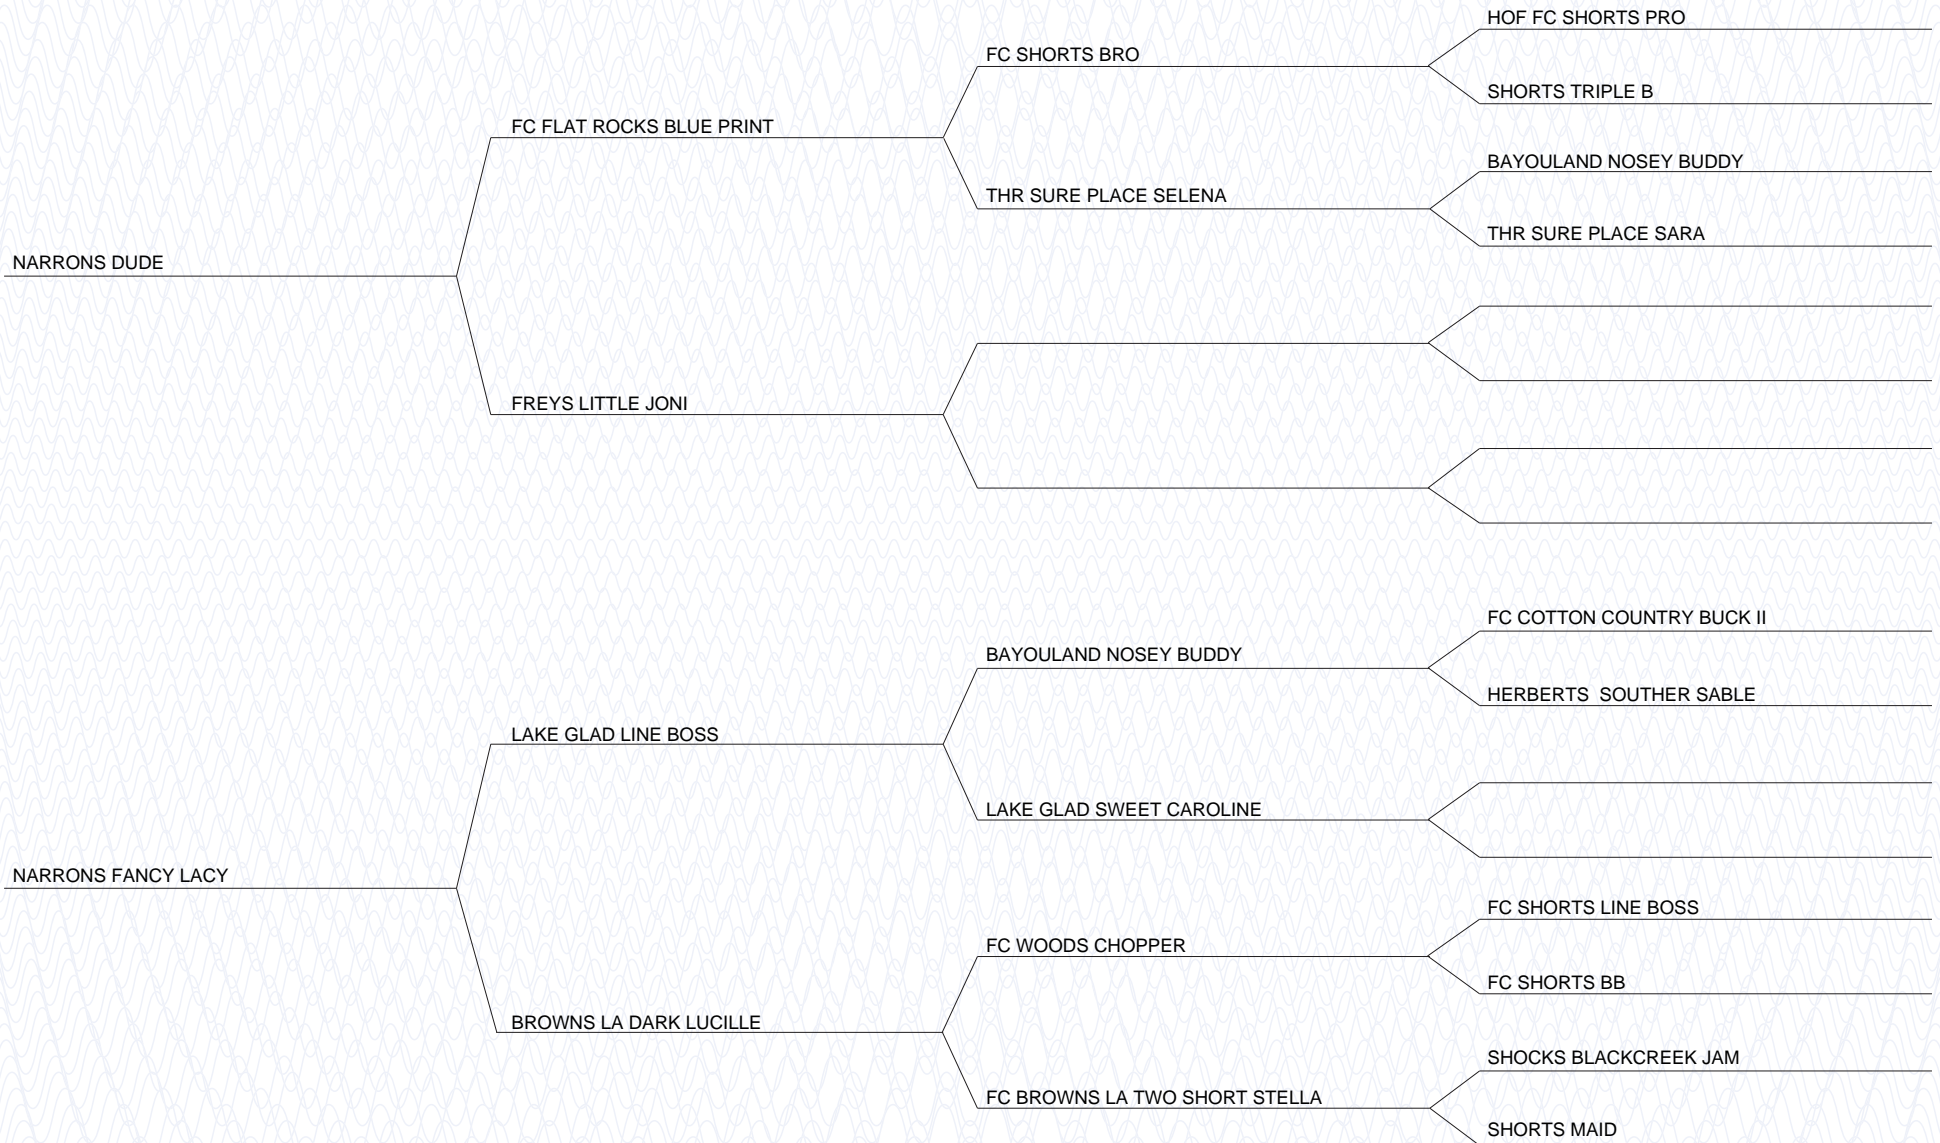 HOF FC SHORTS PRO
FC SHORTS BRO
SHORTS TRIPLE B
FC FLAT ROCKS BLUE PRINT
BAYOULAND NOSEY BUDDY
THR SURE PLACE SELENA
THR SURE PLACE SARA
NARRONS DUDE
FREYS LITTLE JONI
FC COTTON COUNTRY BUCK II
BAYOULAND NOSEY BUDDY
HERBERTS  SOUTHER SABLE
LAKE GLAD LINE BOSS
LAKE GLAD SWEET CAROLINE
NARRONS FANCY LACY
FC SHORTS LINE BOSS
FC WOODS CHOPPER
FC SHORTS BB
BROWNS LA DARK LUCILLE
SHOCKS BLACKCREEK JAM
FC BROWNS LA TWO SHORT STELLA
SHORTS MAID